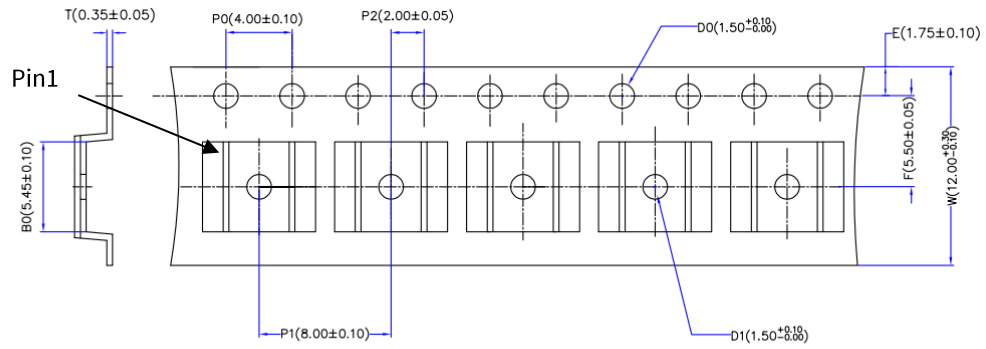 T(0.35±0.05)
P0(4.00±0.10)
P2(2.00±0.05)
D0(1.50+0.10-0.00)
E(1.75±0.10)
Pin1
B0(5.45±0.10)
F(5.50±0.05)
W(12.00+0.30-0.10)
P1(8.00±0.10)
D1(1.50+0.10-0.00)